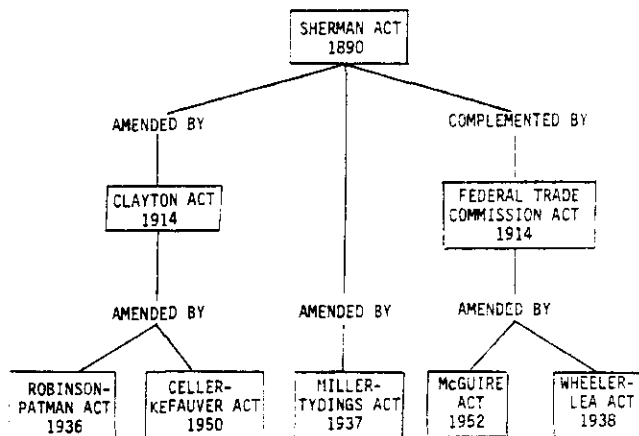 SHERMAN ACT
1890
AMENDED BY
COMPLEMENTED BY
CLAYTON ACT
1914
FEDERAL TRADE
COMMISSION ACT
1914
AMENDED BY
AMENDED BY
AMENDED BY
ROBINSON-
PATMAN ACT
1936
CELLER-
KEFAUVER ACT
1950
MILLER-
TYDINGS ACT
1937
McGUIRE
ACT
1952
WHEELER-
LEA ACT
1938